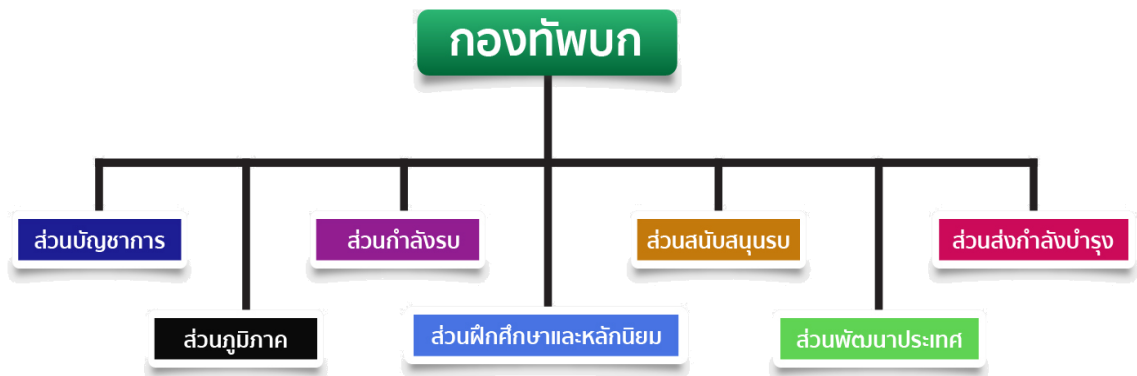 กองทัพบก
ส่วนบัญชาการ
ส่วนกำลังรบ
ส่วนสนับสนุนรบ
ส่วนส่งกำลังบำรุง
ส่วนภูมิภาค
ส่วนฝึกศึกษาและหลักนิยม
ส่วนพัฒนาประเทศ